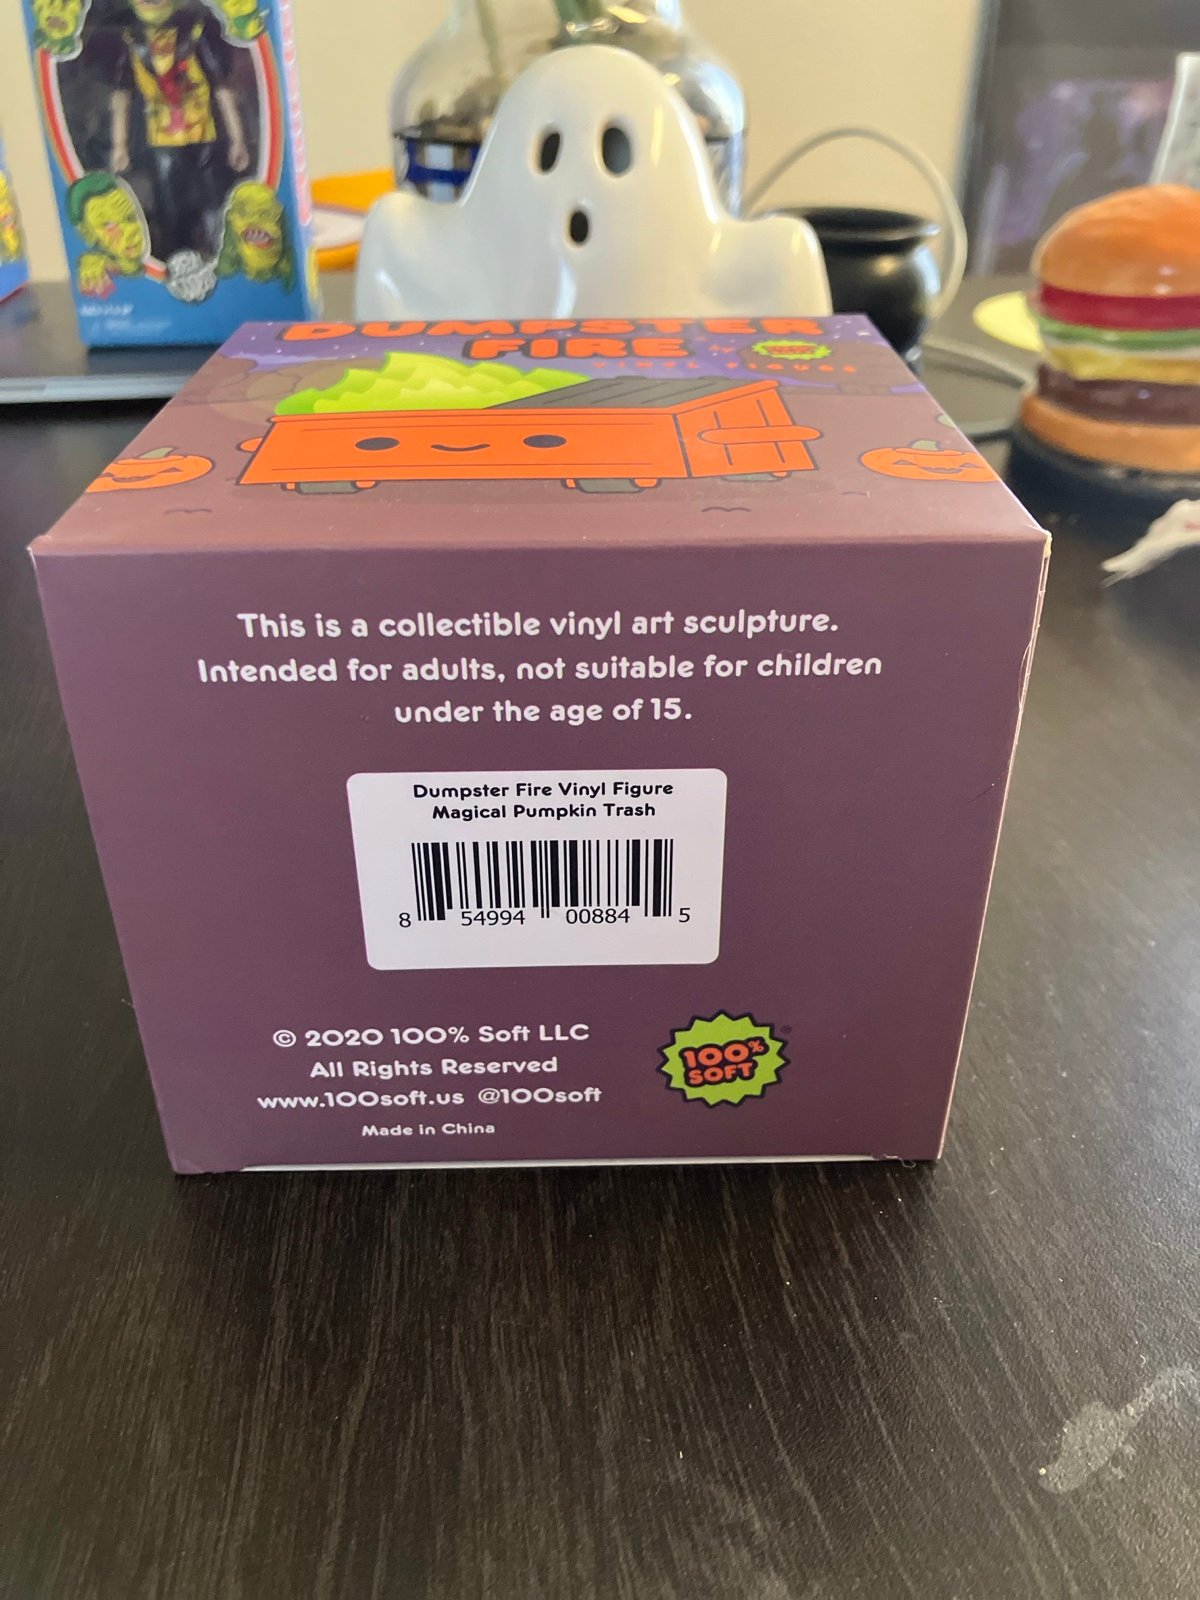 DUMPSTER
FIRE by
VINYL FIGURE
This is a collectible vinyl art sculpture.
Intended for adults, not suitable for children
under the age of 15.
Dumpster Fire Vinyl Figure
Magical Pumpkin Trash
8 54994 00884 5
© 2020 100% Soft LLC
All Rights Reserved
www.100soft.us @100soft
Made in China
100%
SOFT ®